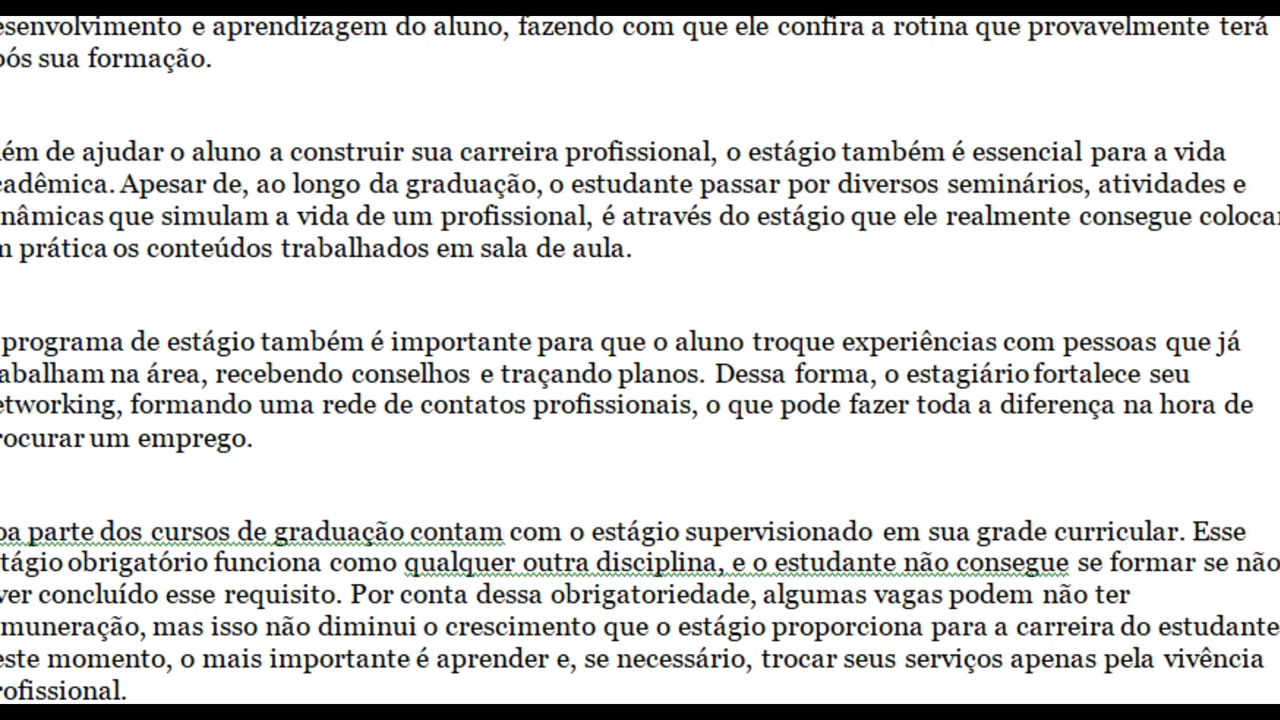 esenvolvimento e aprendizagem do aluno, fazendo com que ele confira a rotina que provavelmente terá
pós sua formação.
ém de ajudar o aluno a construir sua carreira profissional, o estágio também é essencial para a vida
cadêmica. Apesar de, ao longo da graduação, o estudante passar por diversos seminários, atividades e
nâmicas que simulam a vida de um profissional, é através do estágio que ele realmente consegue coloca
prática os conteúdos trabalhados em sala de aula.
programa de estágio também é importante para que o aluno troque experiências com pessoas que já
abalham na área, recebendo conselhos e traçando planos. Dessa forma, o estagiário fortalece seu
etworking, formando uma rede de contatos profissionais, o que pode fazer toda a diferença na hora de
rocurar um emprego.
oa parte dos cursos de graduação contam com o estágio supervisionado em sua grade curricular. Esse
tágio obrigatório funciona como qualquer outra disciplina, e o estudante não consegue se formar se não
ver concluído esse requisito. Por conta dessa obrigatoriedade, algumas vagas podem não ter
muneração, mas isso não diminui o crescimento que o estágio proporciona para a carreira do estudante
este momento, o mais importante é aprender e, se necessário, trocar seus serviços apenas pela vivência
rofissional.